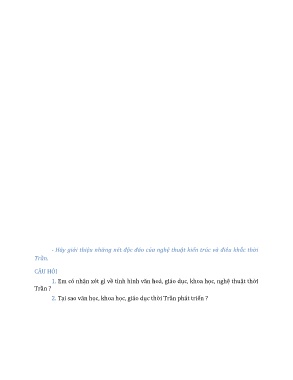 - Hãy giới thiệu những nét độc đáo của nghệ thuật kiến trúc và điêu khắc thời
Trần.
CÂU HỎI
1. Em có nhận xét gì về tình hình văn hoá, giáo dục, khoa học, nghệ thuật thời
Trần ?
2. Tại sao văn học, khoa học, giáo dục thời Trần phát triển ?